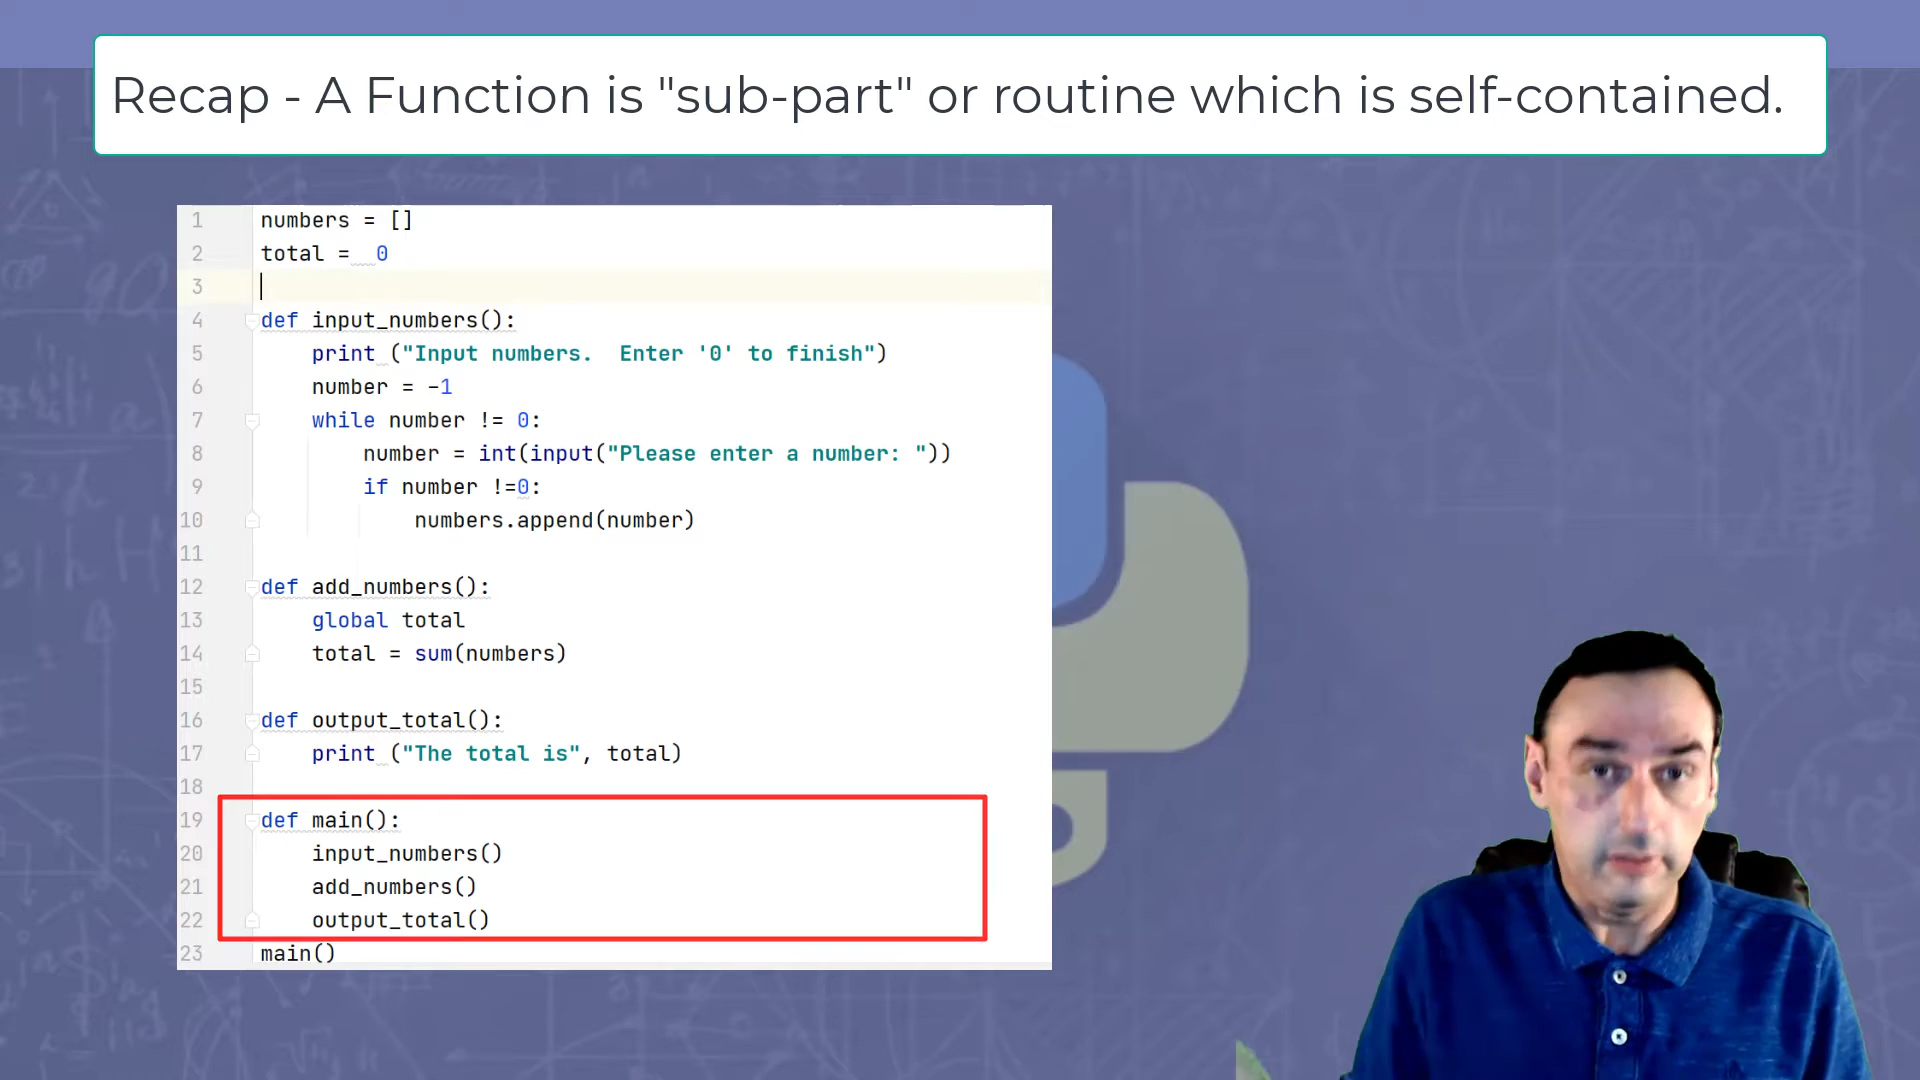 Recap - A Function is "sub-part" or routine which is self-contained.
1 numbers = []
2 total =  0
3
4 def input_numbers():
5     print ("Input numbers.  Enter '0' to finish")
6     number = -1
7     while number != 0:
8         number = int(input("Please enter a number: "))
9         if number !=0:
10             numbers.append(number)
11
12 def add_numbers():
13     global total
14     total = sum(numbers)
15
16 def output_total():
17     print ("The total is", total)
18
19 def main():
20     input_numbers()
21     add_numbers()
22     output_total()
23 main()